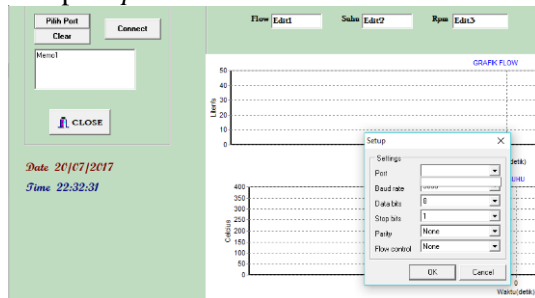 Pilih Port
Clear
Connect
Memo1
CLOSE
Date 20/07/2017
Time 22:32:31
Flow Edit1 Suhu Edit2 Rpm Edit3
GRAFIK FLOW
50
40
30
20
10
0
Liter/s
400
350
300
250
200
150
100
50
0
Celcius
Setup
Settings
Port
Baud rate
Data bits 8
Stop bits 1
Parity None
Flow control None
OK Cancel
0
Waktu(detik)